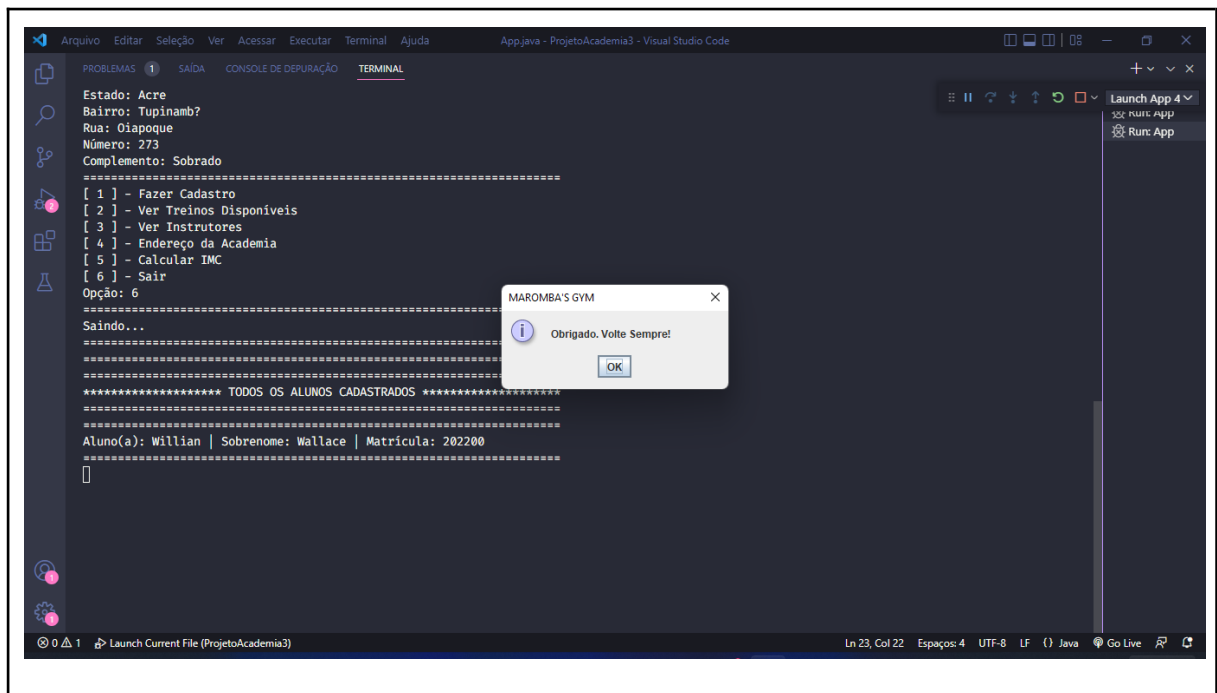 Arquivo Editar Seleção Ver Acessar Executar Terminal Ajuda App.java - ProjetoAcademia3 - Visual Studio Code
PROBLEMAS 1 SAÍDA CONSOLE DE DEPURAÇÃO TERMINAL
Launch App 4
Run: App
Run: App
Estado: Acre
Bairro: Tupinamb?
Rua: Oiapoque
Número: 273
Complemento: Sobrado
=======================================================
[ 1 ] - Fazer Cadastro
[ 2 ] - Ver Treinos Disponíveis
[ 3 ] - Ver Instrutores
[ 4 ] - Endereço da Academia
[ 5 ] - Calcular IMC
[ 6 ] - Sair
Opção: 6
=======================================================
Saindo...
=======================================================
=======================================================
=======================================================
******************** TODOS OS ALUNOS CADASTRADOS ********************
=======================================================
=======================================================
Aluno(a): Willian | Sobrenome: Wallace | Matrícula: 202200
=======================================================
MAROMBA'S GYM
Obrigado. Volte Sempre!
OK
2
1
1
0 1 Launch Current File (ProjetoAcademia3) Ln 23, Col 22 Espaços: 4 UTF-8 LF {} Java Go Live